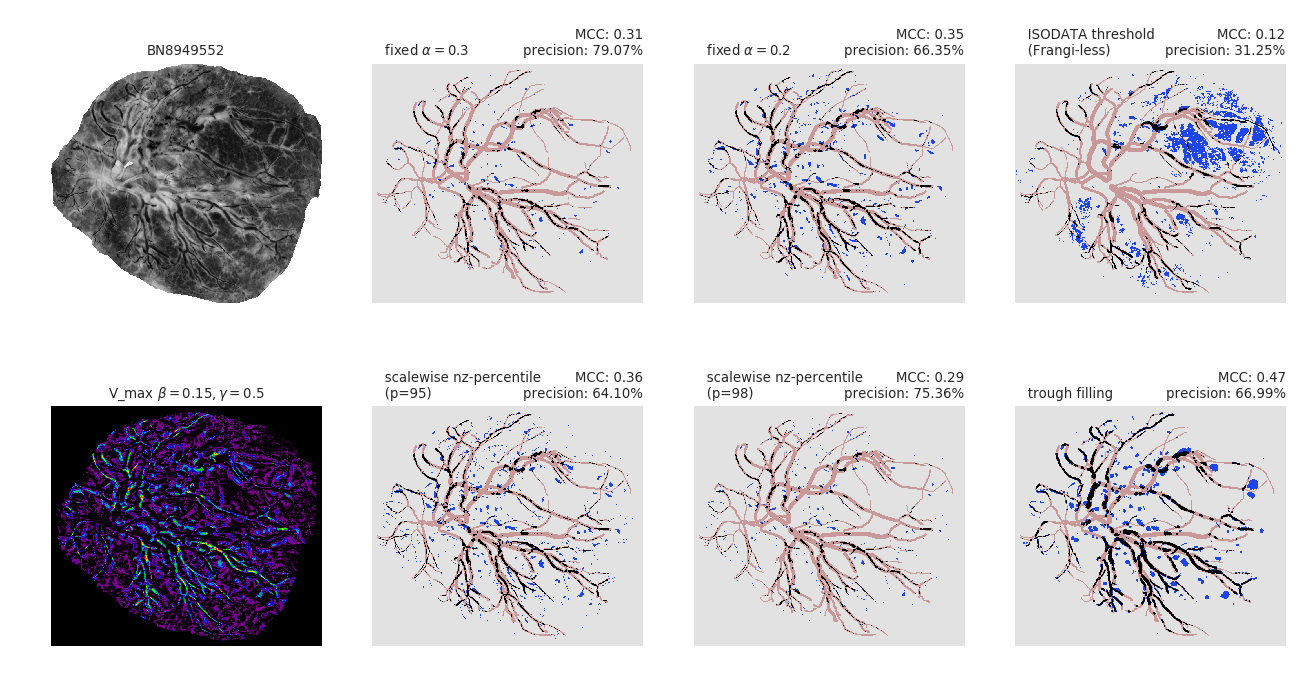 BN8949552
fixed α = 0.3
MCC: 0.31
precision: 79.07%
fixed α = 0.2
MCC: 0.35
precision: 66.35%
ISODATA threshold
(Frangi-less)
MCC: 0.12
precision: 31.25%
V_max β = 0.15, γ = 0.5
scalewise nz-percentile
(p=95)
MCC: 0.36
precision: 64.10%
scalewise nz-percentile
(p=98)
MCC: 0.29
precision: 75.36%
trough filling
MCC: 0.47
precision: 66.99%